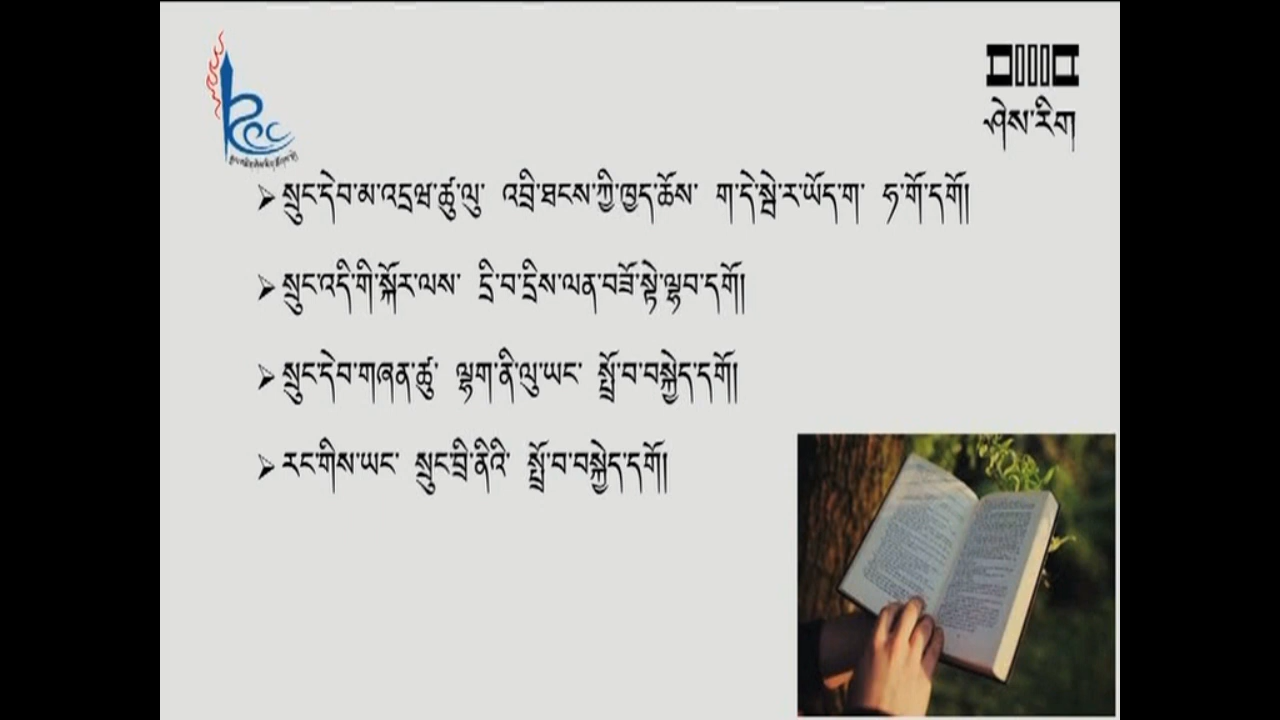 ཤེས་རིག
སྲུང་དེབ་མ་འདྲཝ་ཚུ་ལུ་ འབྲི་ཐངས་ཀྱི་ཁྱད་ཆོས་ ག་དེ་སྦེ་ར་ཡོད་ག་ ཧ་གོ་དགོ།
སྲུང་འདི་གི་སྐོར་ལས་ དྲི་བ་དྲིས་ལན་བཟོ་སྟེ་ལྷབ་དགོ།
སྲུང་དེབ་གཞན་ཚུ་ ལྷག་ནི་ལུ་ཡང་ སྤྲོ་བ་བསྐྱེད་དགོ།
རང་གིས་ཡང་ སྲུང་བྲི་ནིའི་ སྤྲོ་བ་བསྐྱེད་དགོ།